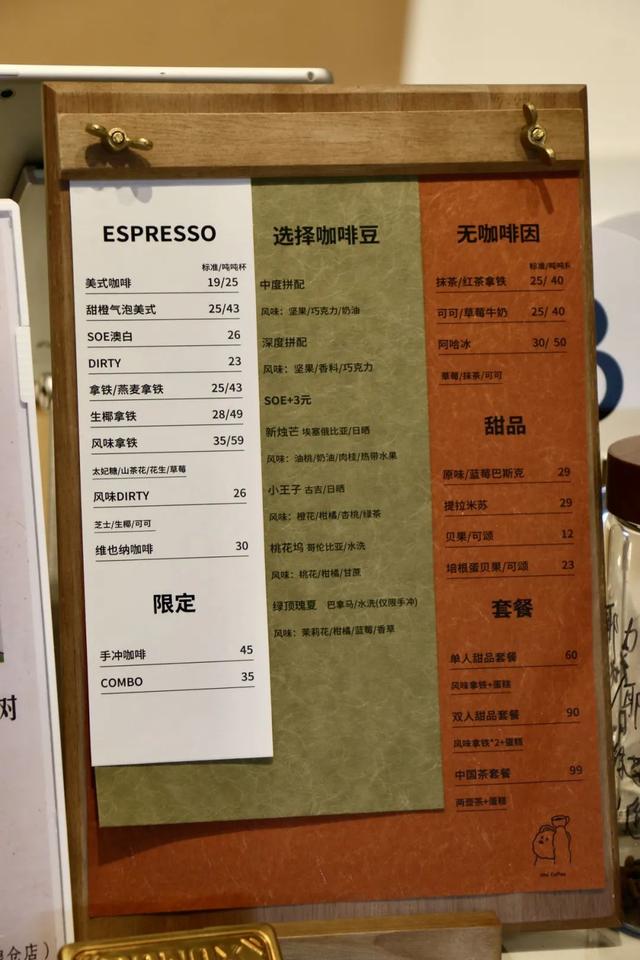 ESPRESSO
标准/吨吨杯
美式咖啡 19/25
甜橙气泡美式 25/43
SOE澳白 26
DIRTY 23
拿铁/燕麦拿铁 25/43
生椰拿铁 28/49
风味拿铁 35/59
太妃糖/山茶花/花生/草莓
风味DIRTY 26
芝士/生椰/可可
维也纳咖啡 30
限定
手冲咖啡 45
COMBO 35
选择咖啡豆
中度拼配
风味：坚果/巧克力/奶油
深度拼配
风味：坚果/香料/巧克力
SOE+3元
新烛芒 埃塞俄比亚/日晒
风味：油桃/奶油/肉桂/热带水果
小王子 古吉/日晒
风味：橙花/柑橘/杏桃/绿茶
桃花坞 哥伦比亚/水洗
风味：桃花/柑橘/甘蔗
绿顶瑰夏 巴拿马/水洗(仅限手冲)
风味：茉莉花/柑橘/蓝莓/香草
无咖啡因
标准/吨吨杯
抹茶/红茶拿铁 25/ 40
可可/草莓牛奶 25/ 40
阿哈冰 30/ 50
草莓/抹茶/可可
甜品
原味/蓝莓巴斯克 29
提拉米苏 29
贝果/可颂 12
培根蛋贝果/可颂 23
套餐
单人甜品套餐 60
风味拿铁+蛋糕
双人甜品套餐 90
风味拿铁*2+蛋糕
中国茶套餐 99
两壶茶+蛋糕
对
仓店）